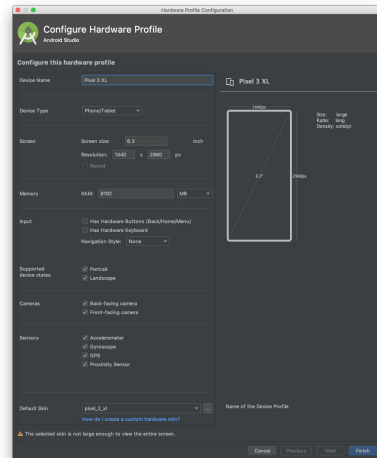 Hardware Profile Configuration
Configure Hardware Profile
Android Studio
Configure this hardware profile
Device Name Pixel 3 XL
Device Type Phone/Tablet
Screen Screen size: 6.3 inch
Resolution: 1440 x 2960 px
Round
Memory RAM: 8192 MB
Input Has Hardware Buttons (Back/Home/Menu)
Has Hardware Keyboard
Navigation Style: None
Supported
device states
Portrait
Landscape
Cameras Back-facing camera
Front-facing camera
Sensors Accelerometer
Gyroscope
GPS
Proximity Sensor
Default Skin pixel_2_xl ...
How do I create a custom hardware skin?
The selected skin is not large enough to view the entire screen.
Pixel 3 XL
1440px
Size: large
Ratio: long
Density: xxhdpi
6.3"
2960px
Name of the Device Profile
Cancel Previous Next Finish